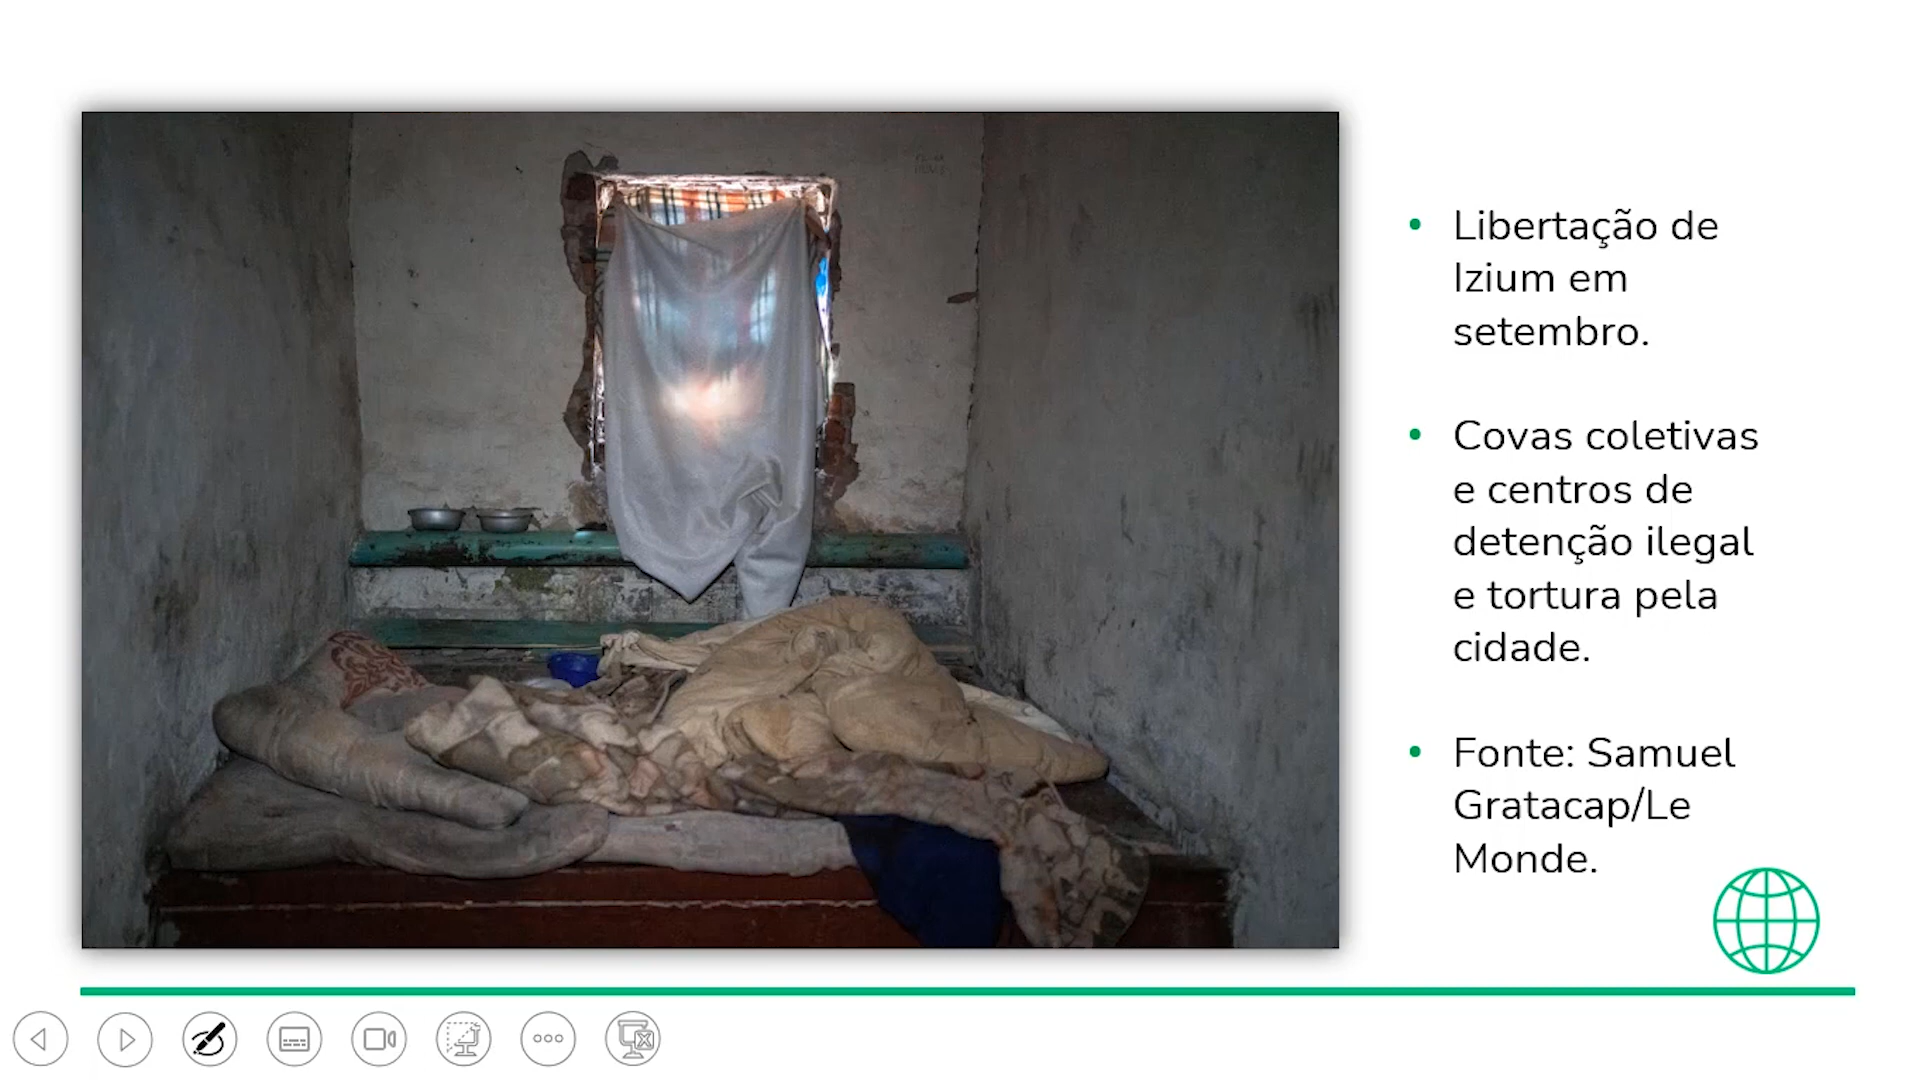 Libertação de
Izium em
setembro.
Covas coletivas
e centros de
detenção ilegal
e tortura pela
cidade.
Fonte: Samuel
Gratacap/Le
Monde.